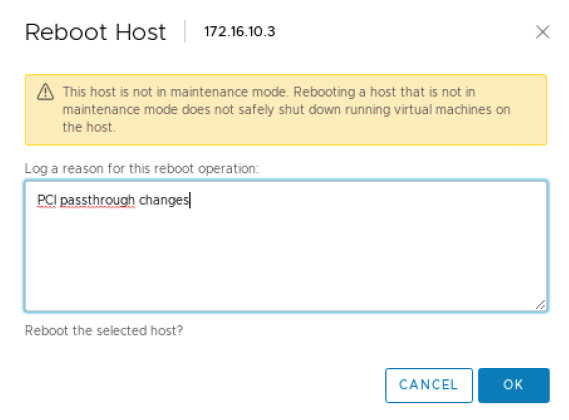 Reboot Host 172.16.10.3
This host is not in maintenance mode. Rebooting a host that is not in
maintenance mode does not safely shut down running virtual machines on
the host.
Log a reason for this reboot operation:
PCI passthrough changes
Reboot the selected host?
CANCEL OK